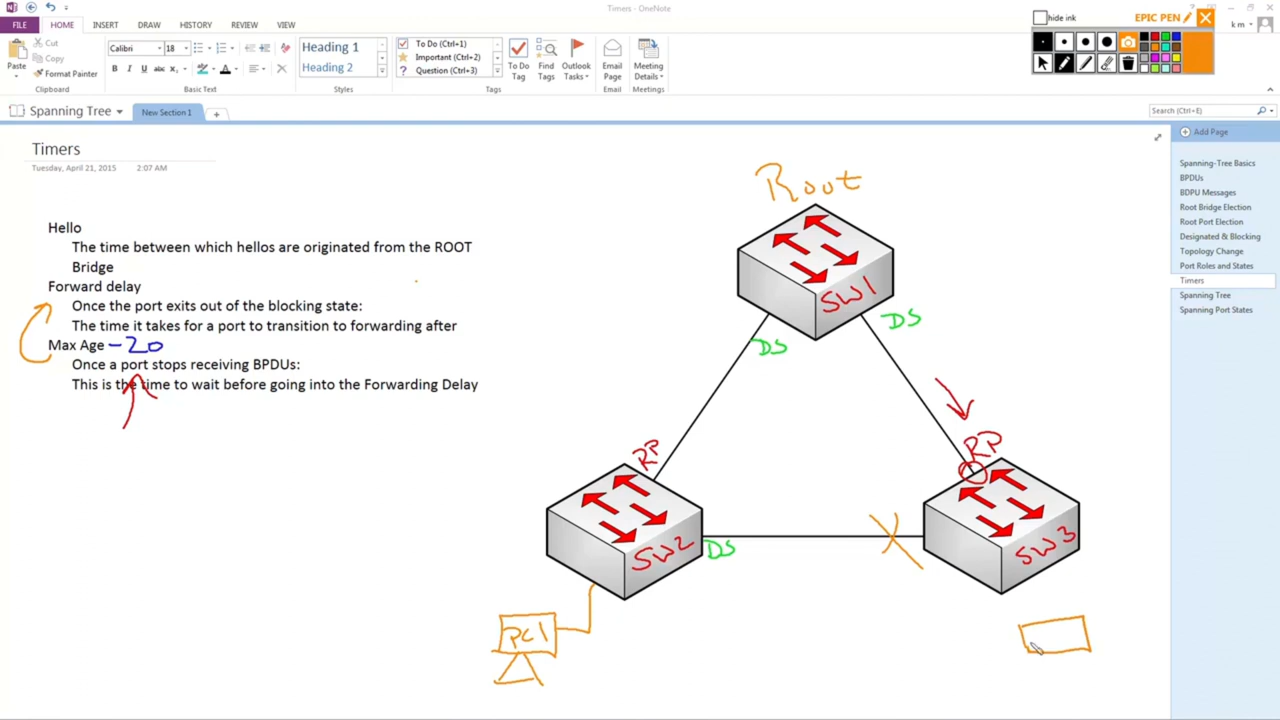 Timers - OneNote
hide ink
EPIC PEN
FILE
HOME
INSERT
DRAW
HISTORY
REVIEW
VIEW
k m
Paste
Cut
Copy
Format Painter
Clipboard
Calibri
18
B I U abc x
A
Basic Text
Heading 1
Heading 2
Styles
To Do (Ctrl+1)
Important (Ctrl+2)
Question (Ctrl+3)
Tags
To Do
Tag
Find
Tags
Outlook
Tasks
Email
Page
Email
Meeting
Details
Meetings
Spanning Tree
New Section 1
Search (Ctrl+E)
Timers
Tuesday, April 21, 2015 2:07 AM
Hello
The time between which hellos are originated from the ROOT
Bridge
Forward delay
Once the port exits out of the blocking state:
The time it takes for a port to transition to forwarding after
Max Age - 20
Once a port stops receiving BPDUs:
This is the time to wait before going into the Forwarding Delay
Root
SW1
DS
DS
RP
RP
SW2
DS
SW3
PC1
Add Page
Spanning-Tree Basics
BPDUs
BDPU Messages
Root Bridge Election
Root Port Election
Designated & Blocking
Topology Change
Port Roles and States
Timers
Spanning Tree
Spanning Port States